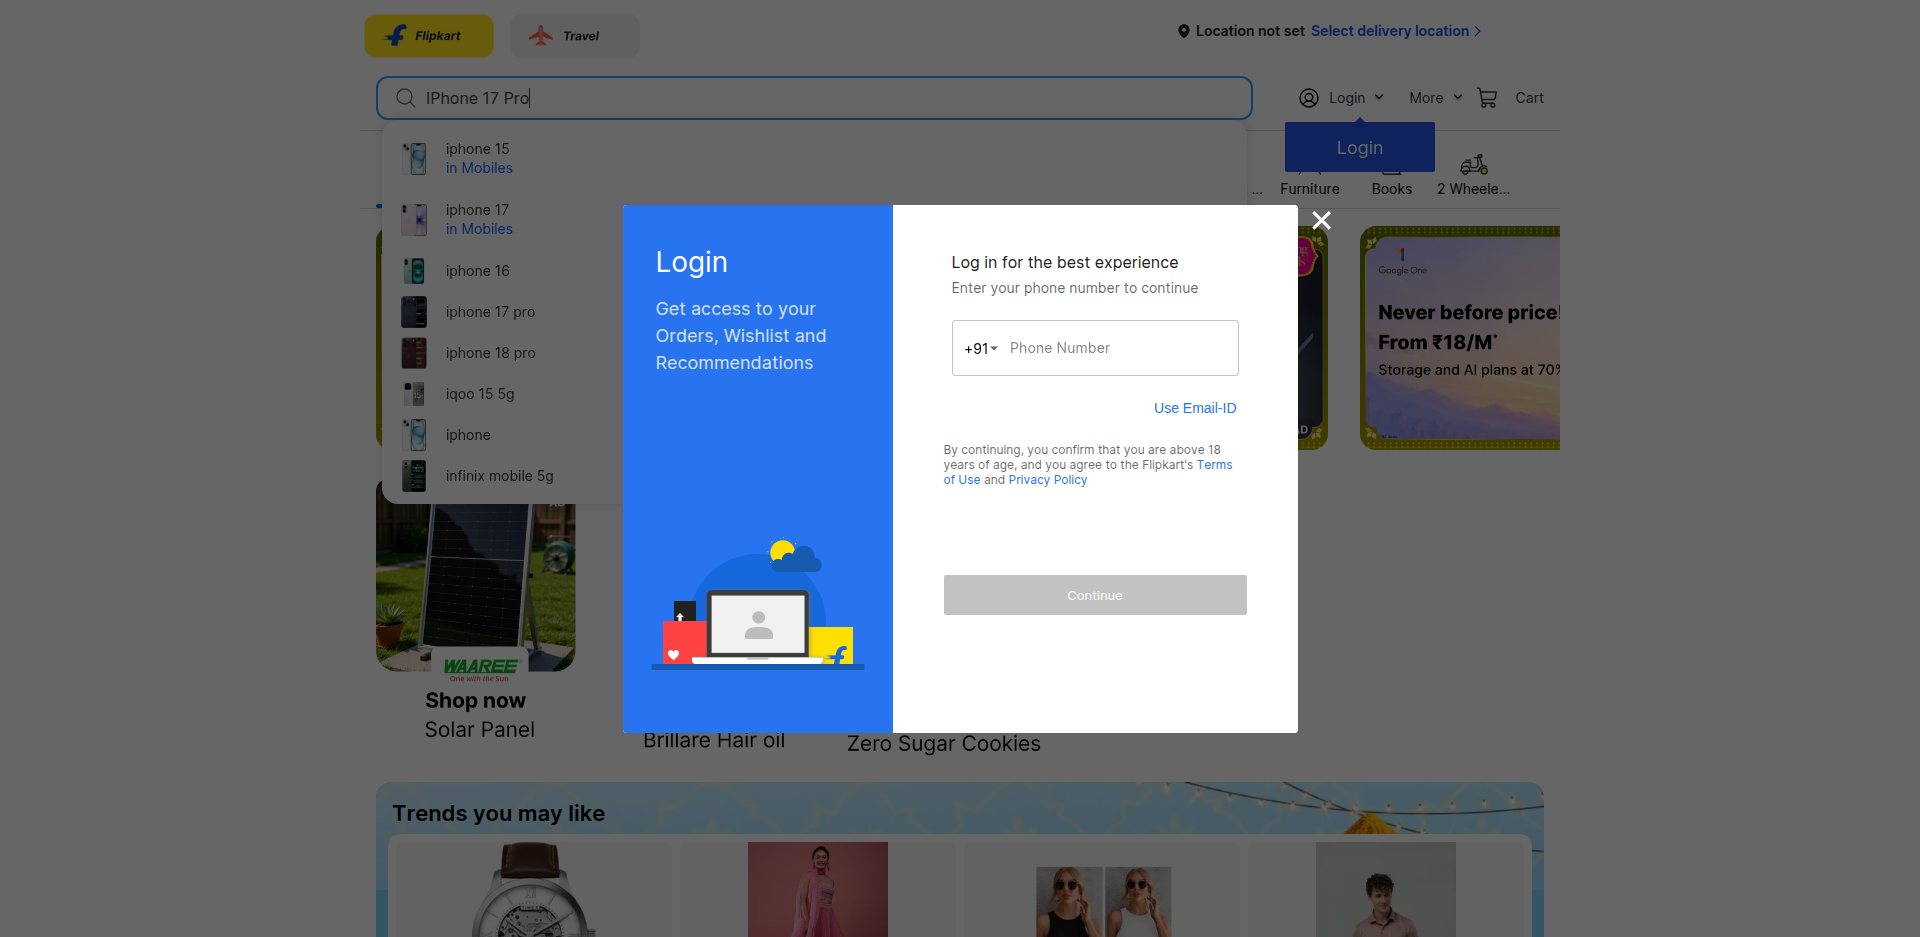 Flipkart
Travel
Location not set Select delivery location
IPhone 17 Pro
Login
More
Cart
Login
iphone 15
in Mobiles
iphone 17
in Mobiles
iphone 16
iphone 17 pro
iphone 18 pro
iqoo 15 5g
iphone
infinix mobile 5g
...
Furniture
Books
2 Wheele...
Login
Get access to your
Orders, Wishlist and
Recommendations
Log in for the best experience
Enter your phone number to continue
+91
Phone Number
Use Email-ID
By continuing, you confirm that you are above 18
years of age, and you agree to the Flipkart's Terms
of Use and Privacy Policy
Continue
Google One
Never before price!
From ₹18/M*
Storage and AI plans at 70%
AD
WAAREE
One with the Sun
Shop now
Solar Panel
Brillare Hair oil
Zero Sugar Cookies
Trends you may like